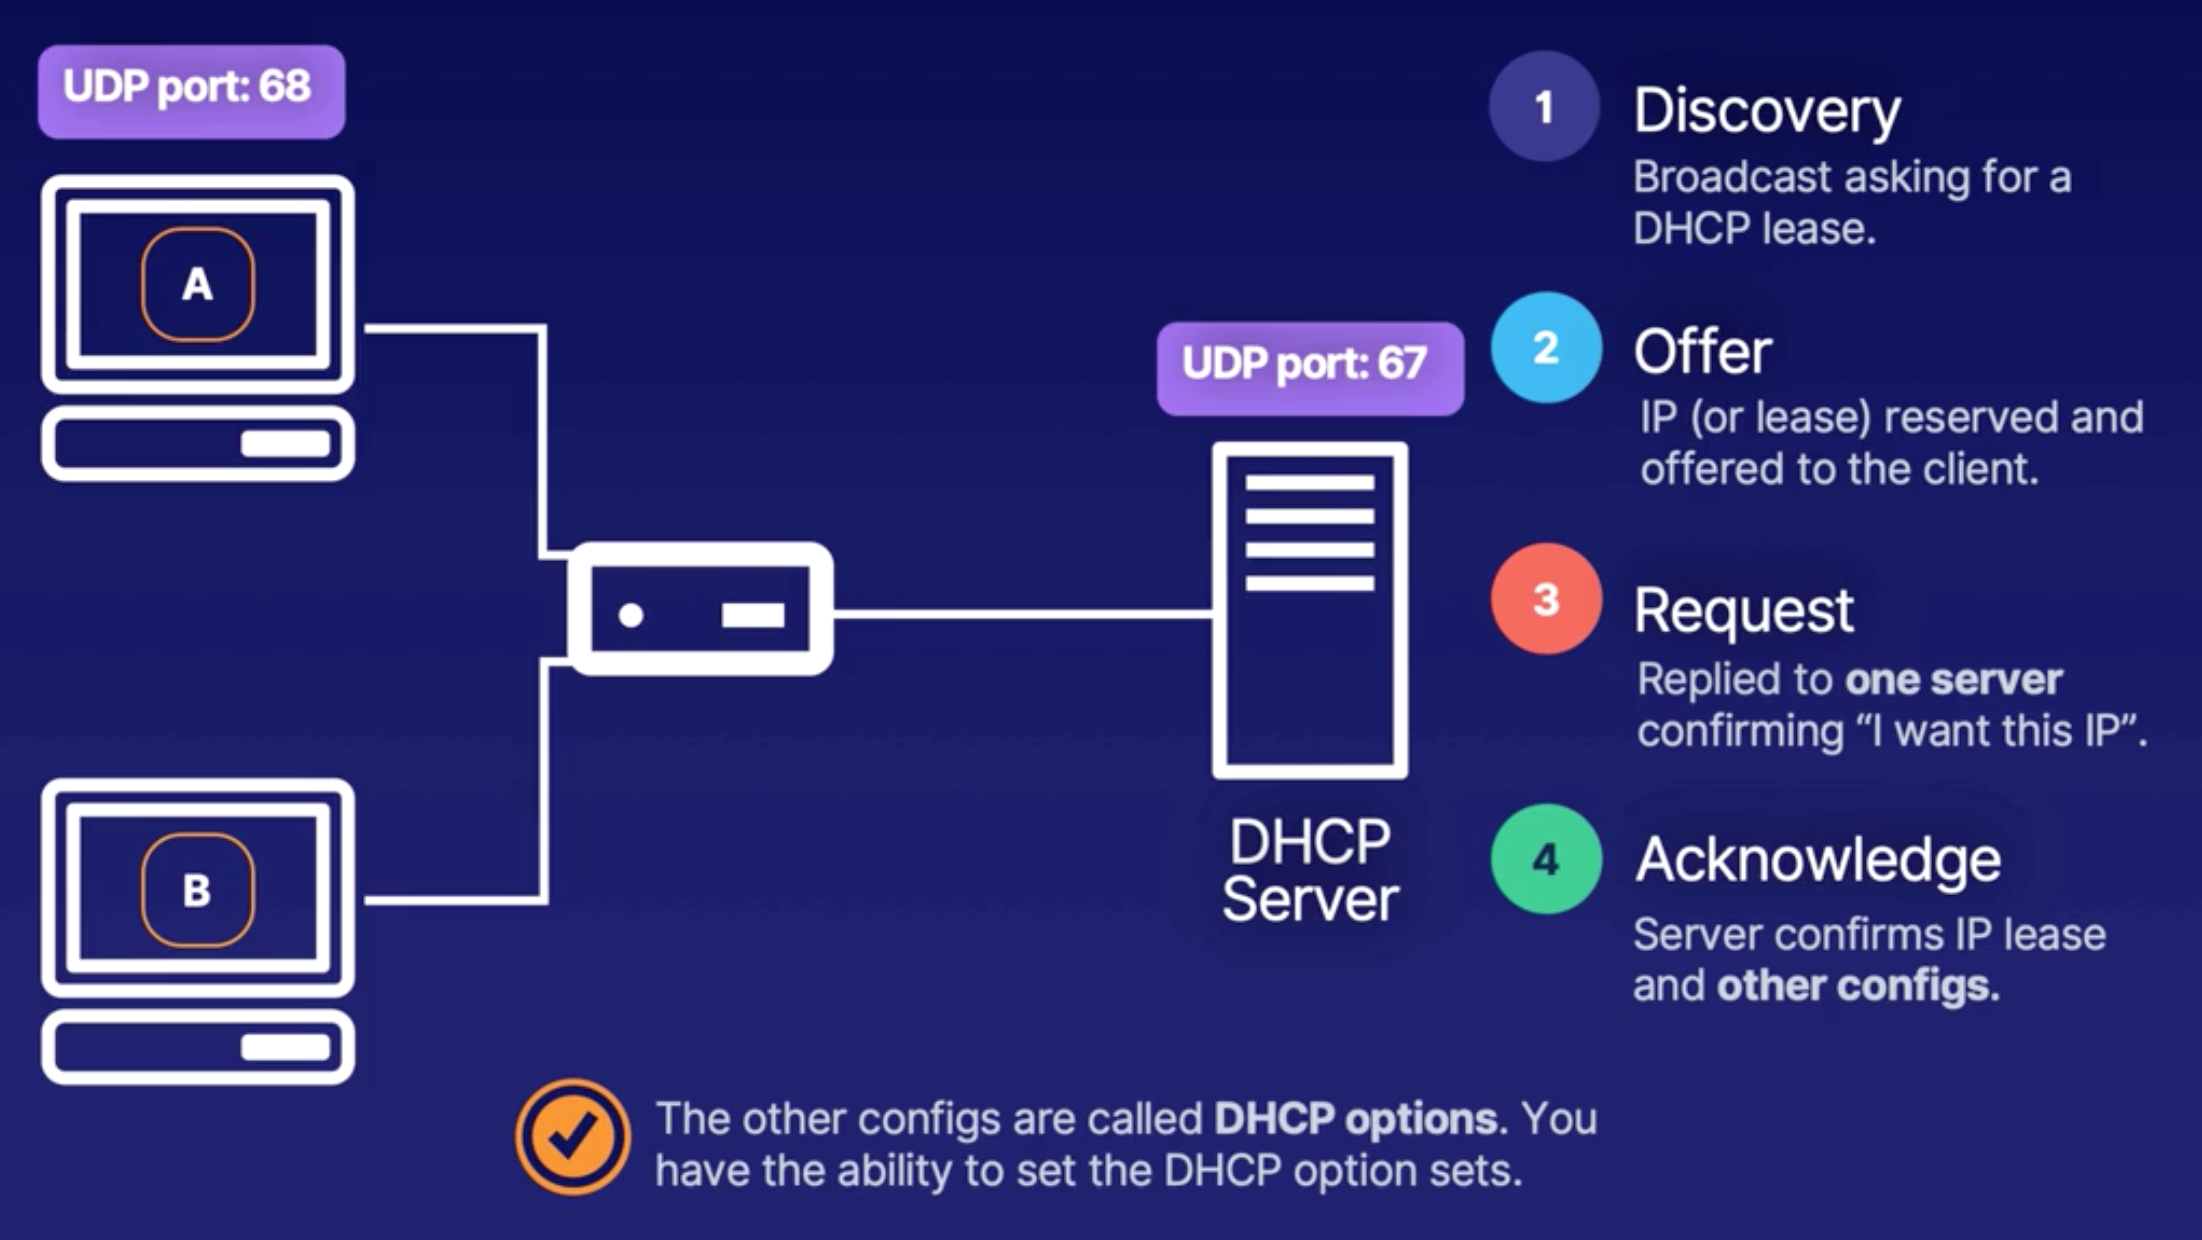 UDP port: 68
A
B
UDP port: 67
DHCP
Server
1
Discovery
Broadcast asking for a
DHCP lease.
2
Offer
IP (or lease) reserved and
offered to the client.
3
Request
Replied to one server
confirming “I want this IP”.
4
Acknowledge
Server confirms IP lease
and other configs.
The other configs are called DHCP options. You
have the ability to set the DHCP option sets.